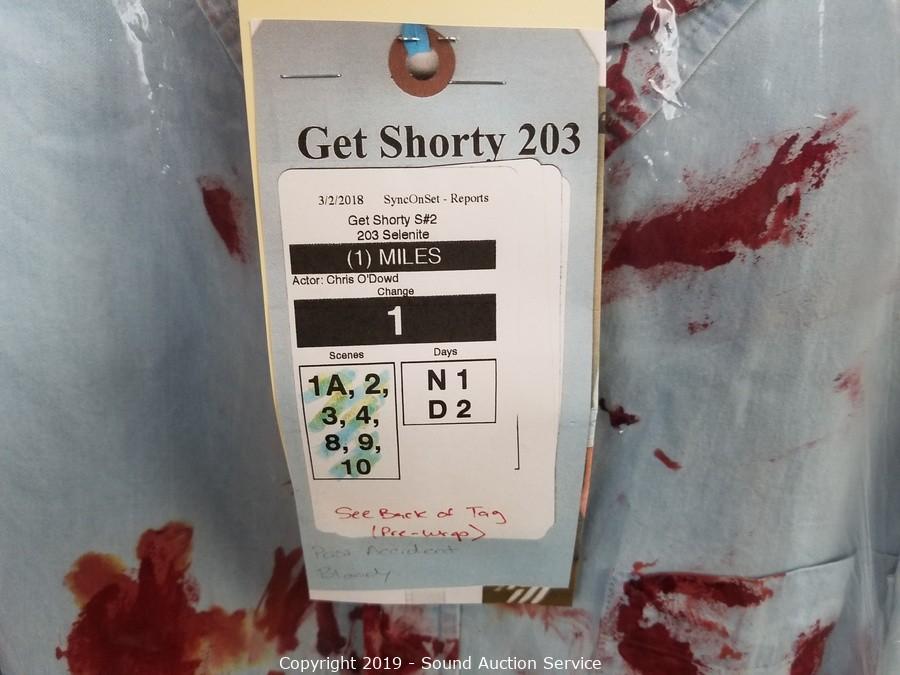 Get Shorty 203
3/2/2018 SyncOnSet - Reports
Get Shorty S#2
203 Selenite
(1) MILES
Actor: Chris O'Dowd
Change
1
Scenes
1A, 2,
3, 4,
8, 9,
10
Days
N 1
D 2
See Back of Tag
(Pre-Wrap)
Post Accident
Bloody
Copyright 2019 - Sound Auction Service